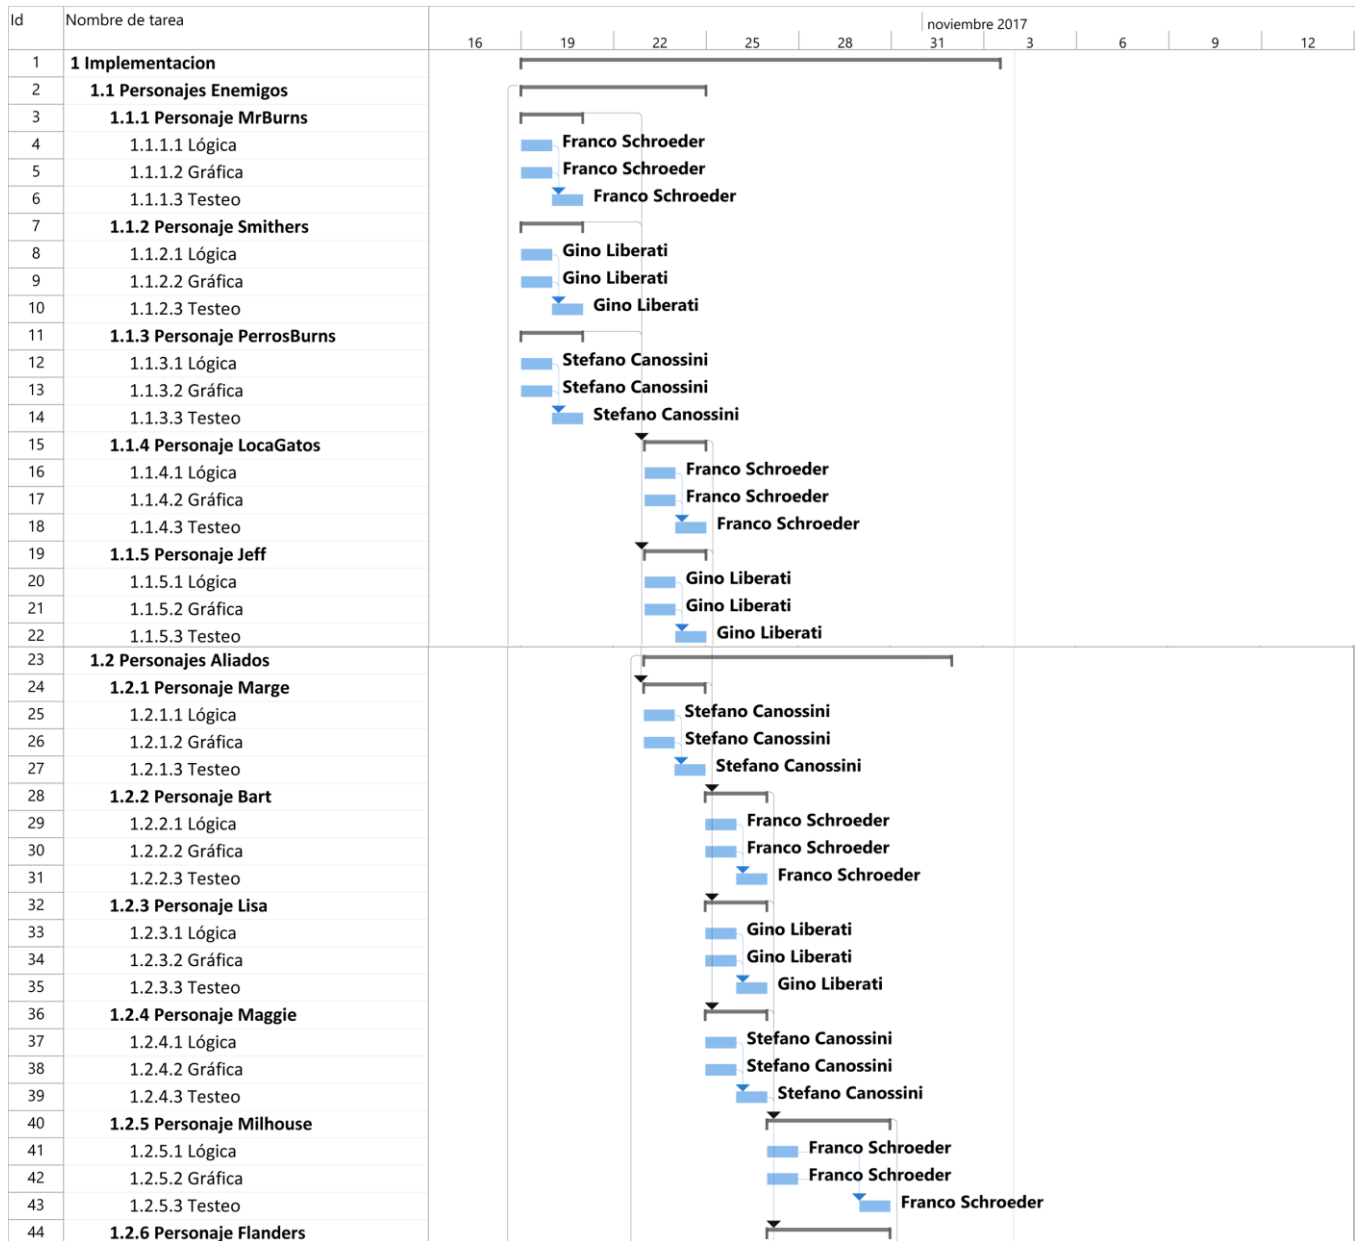 Id Nombre de tarea noviembre 2017
16 19 22 25 28 31 3 6 9 12
1 1 Implementacion
2 1.1 Personajes Enemigos
3 1.1.1 Personaje MrBurns
4 1.1.1.1 Lógica Franco Schroeder
5 1.1.1.2 Gráfica Franco Schroeder
6 1.1.1.3 Testeo Franco Schroeder
7 1.1.2 Personaje Smithers
8 1.1.2.1 Lógica Gino Liberati
9 1.1.2.2 Gráfica Gino Liberati
10 1.1.2.3 Testeo Gino Liberati
11 1.1.3 Personaje PerrosBurns
12 1.1.3.1 Lógica Stefano Canossini
13 1.1.3.2 Gráfica Stefano Canossini
14 1.1.3.3 Testeo Stefano Canossini
15 1.1.4 Personaje LocaGatos
16 1.1.4.1 Lógica Franco Schroeder
17 1.1.4.2 Gráfica Franco Schroeder
18 1.1.4.3 Testeo Franco Schroeder
19 1.1.5 Personaje Jeff
20 1.1.5.1 Lógica Gino Liberati
21 1.1.5.2 Gráfica Gino Liberati
22 1.1.5.3 Testeo Gino Liberati
23 1.2 Personajes Aliados
24 1.2.1 Personaje Marge
25 1.2.1.1 Lógica Stefano Canossini
26 1.2.1.2 Gráfica Stefano Canossini
27 1.2.1.3 Testeo Stefano Canossini
28 1.2.2 Personaje Bart
29 1.2.2.1 Lógica Franco Schroeder
30 1.2.2.2 Gráfica Franco Schroeder
31 1.2.2.3 Testeo Franco Schroeder
32 1.2.3 Personaje Lisa
33 1.2.3.1 Lógica Gino Liberati
34 1.2.3.2 Gráfica Gino Liberati
35 1.2.3.3 Testeo Gino Liberati
36 1.2.4 Personaje Maggie
37 1.2.4.1 Lógica Stefano Canossini
38 1.2.4.2 Gráfica Stefano Canossini
39 1.2.4.3 Testeo Stefano Canossini
40 1.2.5 Personaje Milhouse
41 1.2.5.1 Lógica Franco Schroeder
42 1.2.5.2 Gráfica Franco Schroeder
43 1.2.5.3 Testeo Franco Schroeder
44 1.2.6 Personaje Flanders